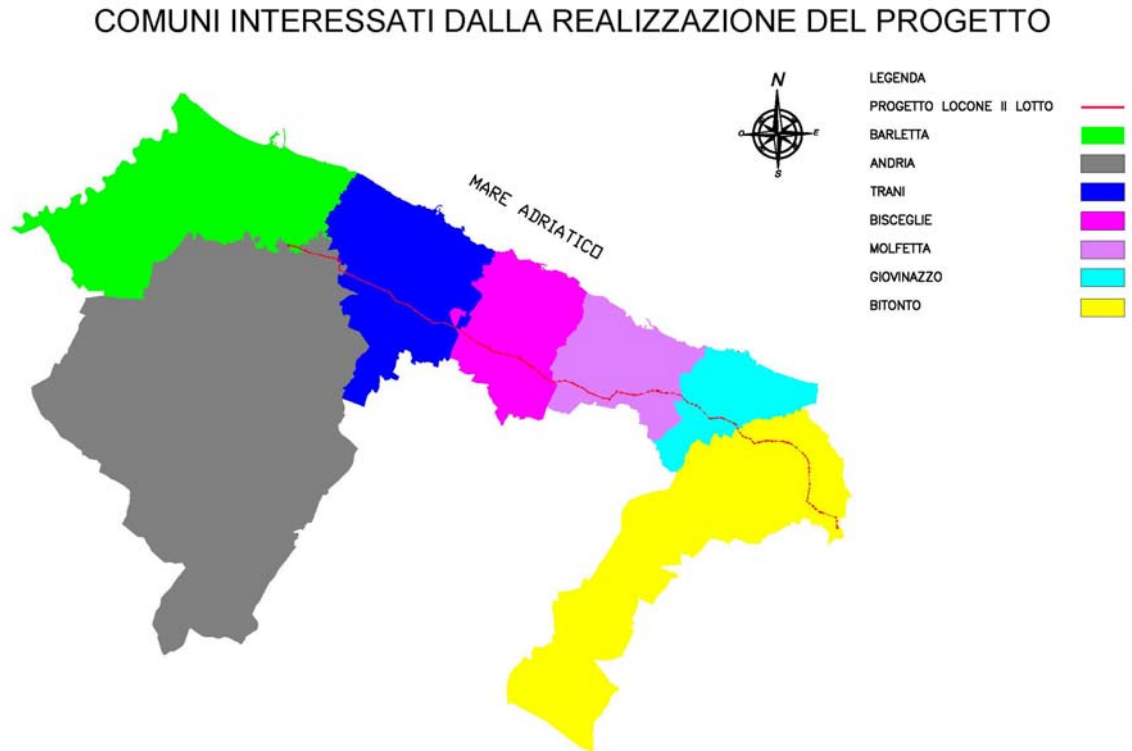 COMUNI INTERESSATI DALLA REALIZZAZIONE DEL PROGETTO
N
O
E
S
MARE ADRIATICO
LEGENDA
PROGETTO LOCONE II LOTTO
BARLETTA
ANDRIA
TRANI
BISCEGLIE
MOLFETTA
GIOVINAZZO
BITONTO